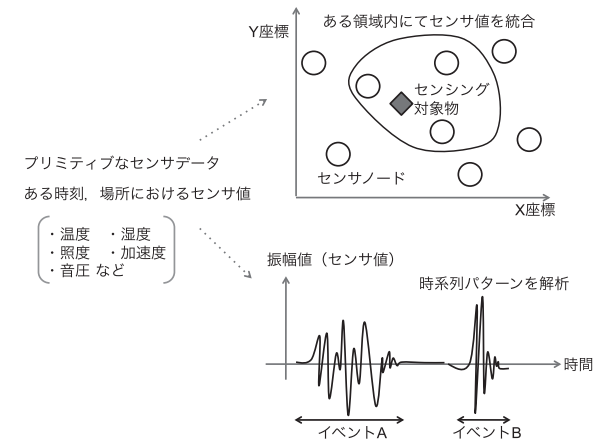 ある領域内にてセンサ値を統合
Y座標
センシング
対象物
センサノード
X座標
プリミティブなセンサデータ
ある時刻，場所におけるセンサ値
・温度　・湿度
・照度　・加速度
・音圧 など
振幅値（センサ値）
時系列パターンを解析
時間
イベントA
イベントB